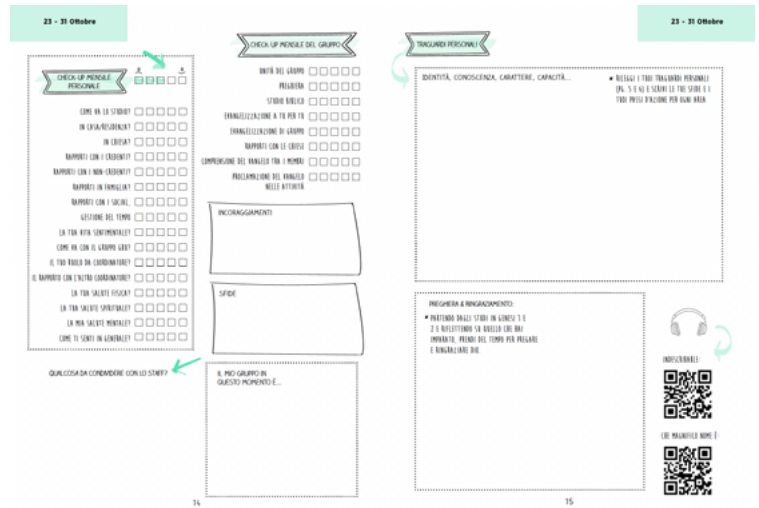 23 - 31 Ottobre
CHECK-UP MENSILE
PERSONALE
COME VA LO STUDIO?
IN CASA/RESIDENZA?
IN CHIESA?
RAPPORTI CON I CREDENTI?
RAPPORTI CON I NON-CREDENTI?
RAPPORTI IN FAMIGLIA?
RAPPORTI CON I SOCIAL.
GESTIONE DEL TEMPO
LA TUA VITA SENTIMENTALE?
COME VA CON IL GRUPPO GBU?
IL TUO RUOLO DA COORDINATORE?
IL RAPPORTO CON L'ALTRO COORDINATORE?
LA TUA SALUTE FISICA?
LA TUA SALUTE SPIRITUALE?
LA MIA SALUTE MENTALE?
COME TI SENTI IN GENERALE?
QUALCOSA DA CONDIVIDERE CON LO STAFF?
CHECK-UP MENSILE DEL GRUPPO
UNITÀ DEL GRUPPO
PREGHIERA
STUDIO BIBLICO
EVANGELIZZAZIONE A TU PER TU
EVANGELIZZAZIONE DI GRUPPO
RAPPORTI CON LE CHIESE
COMPRENSIONE DEL VANGELO TRA I MEMBRI
PROCLAMAZIONE DEL VANGELO
NELLE ATTIVITÀ
INCORAGGIAMENTI
SFIDE
IL MIO GRUPPO IN
QUESTO MOMENTO È...
14
23 - 31 Ottobre
TRAGUARDI PERSONALI
IDENTITÀ, CONOSCENZA, CARATTERE, CAPACITÀ...
RILEGGI I TUOI TRAGUARDI PERSONALI
(PG. 5 E 6) E SCRIVI LE TUE SFIDE E I
TUOI PASSI D'AZIONE PER OGNI AREA
PREGHIERA & RINGRAZIAMENTO:
PARTENDO DAGLI STUDI IN GENESI 1 E
2 E RIFLETTENDO SU QUELLO CHE HAI
IMPARATO, PRENDI DEL TEMPO PER PREGARE
E RINGRAZIARE DIO.
INDESCRIBABLE:
CHE MAGNIFICO NOME È:
15